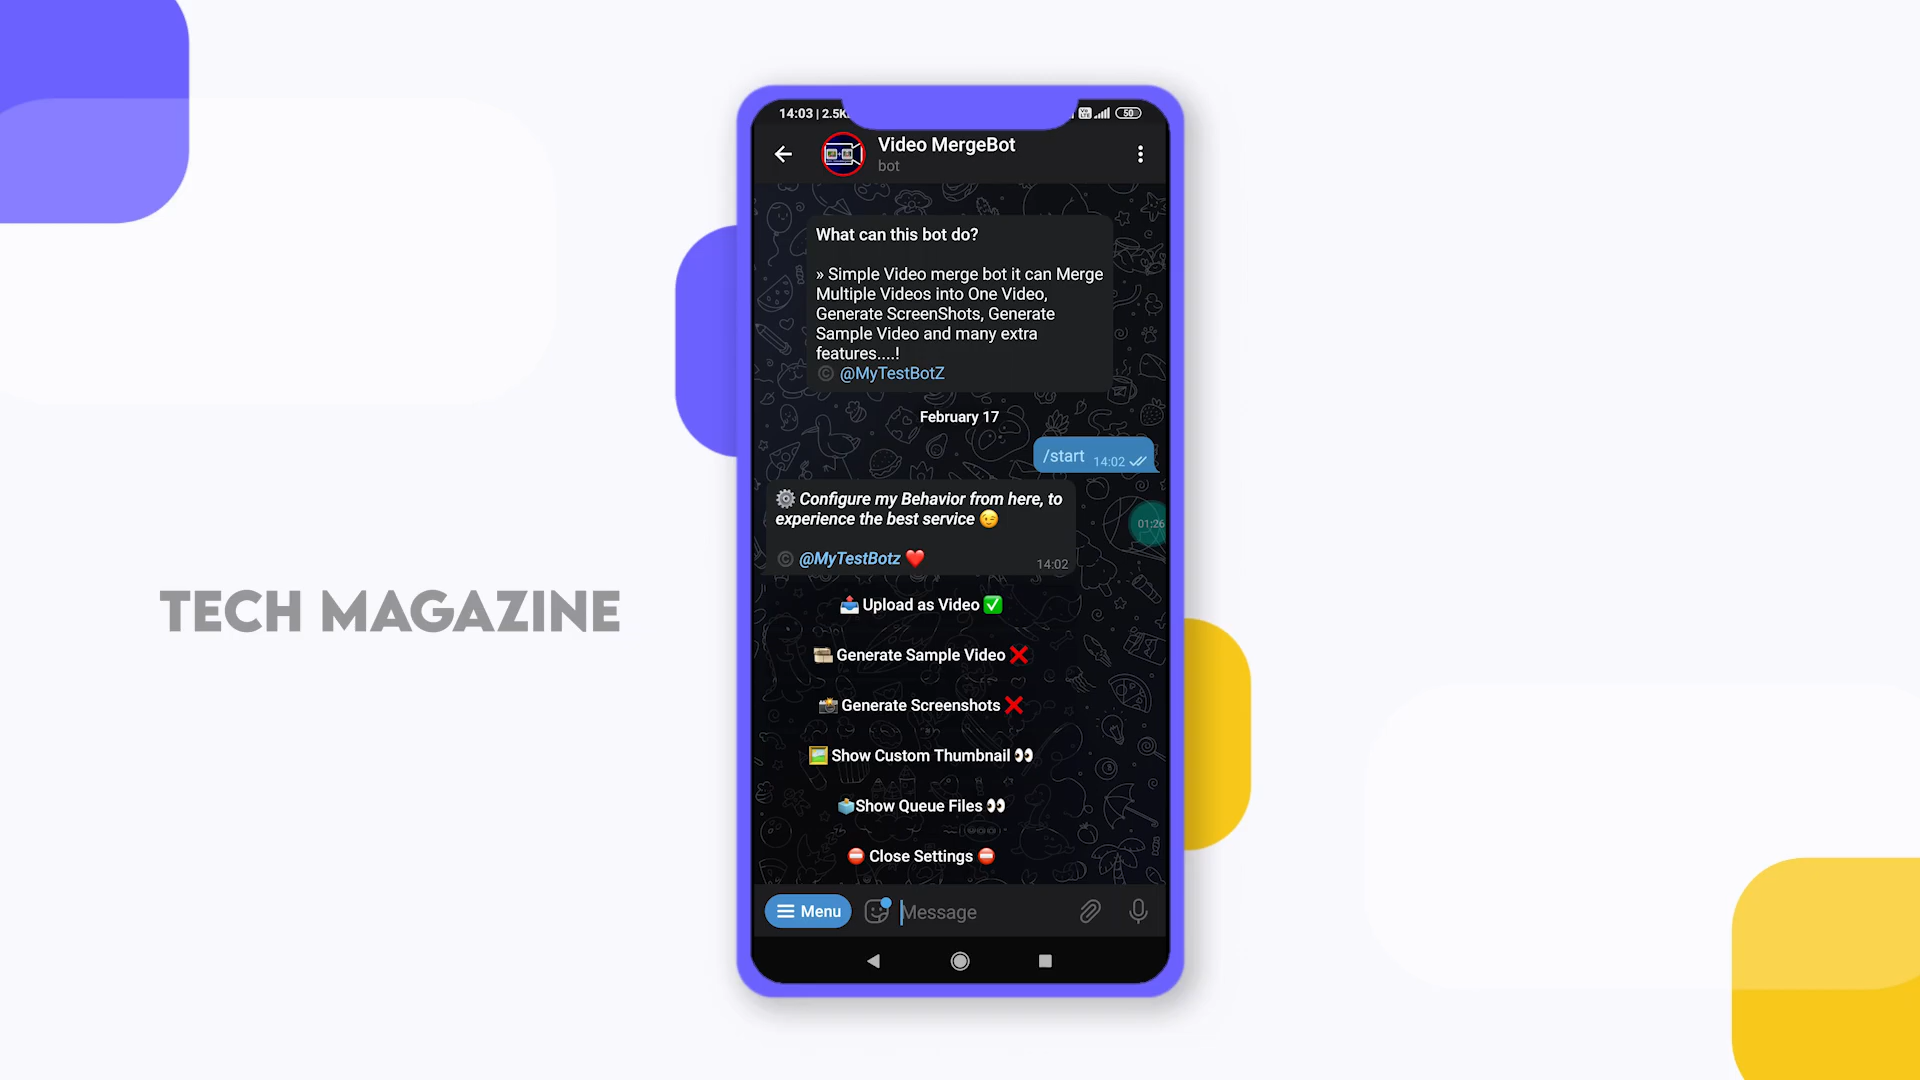 14:03 | 2.5K
50
Video MergeBot
bot
What can this bot do?
» Simple Video merge bot it can Merge
Multiple Videos into One Video,
Generate ScreenShots, Generate
Sample Video and many extra
features....!
© @MyTestBotZ
February 17
/start 14:02
⚙️ Configure my Behavior from here, to
experience the best service 😉
01:26
© @MyTestBotz ❤️
14:02
TECH MAGAZINE
📤 Upload as Video ✅
Generate Sample Video ❌
📸 Generate Screenshots ❌
🖼 Show Custom Thumbnail 👀
🗳Show Queue Files 👀
⛔ Close Settings ⛔
Menu
Message